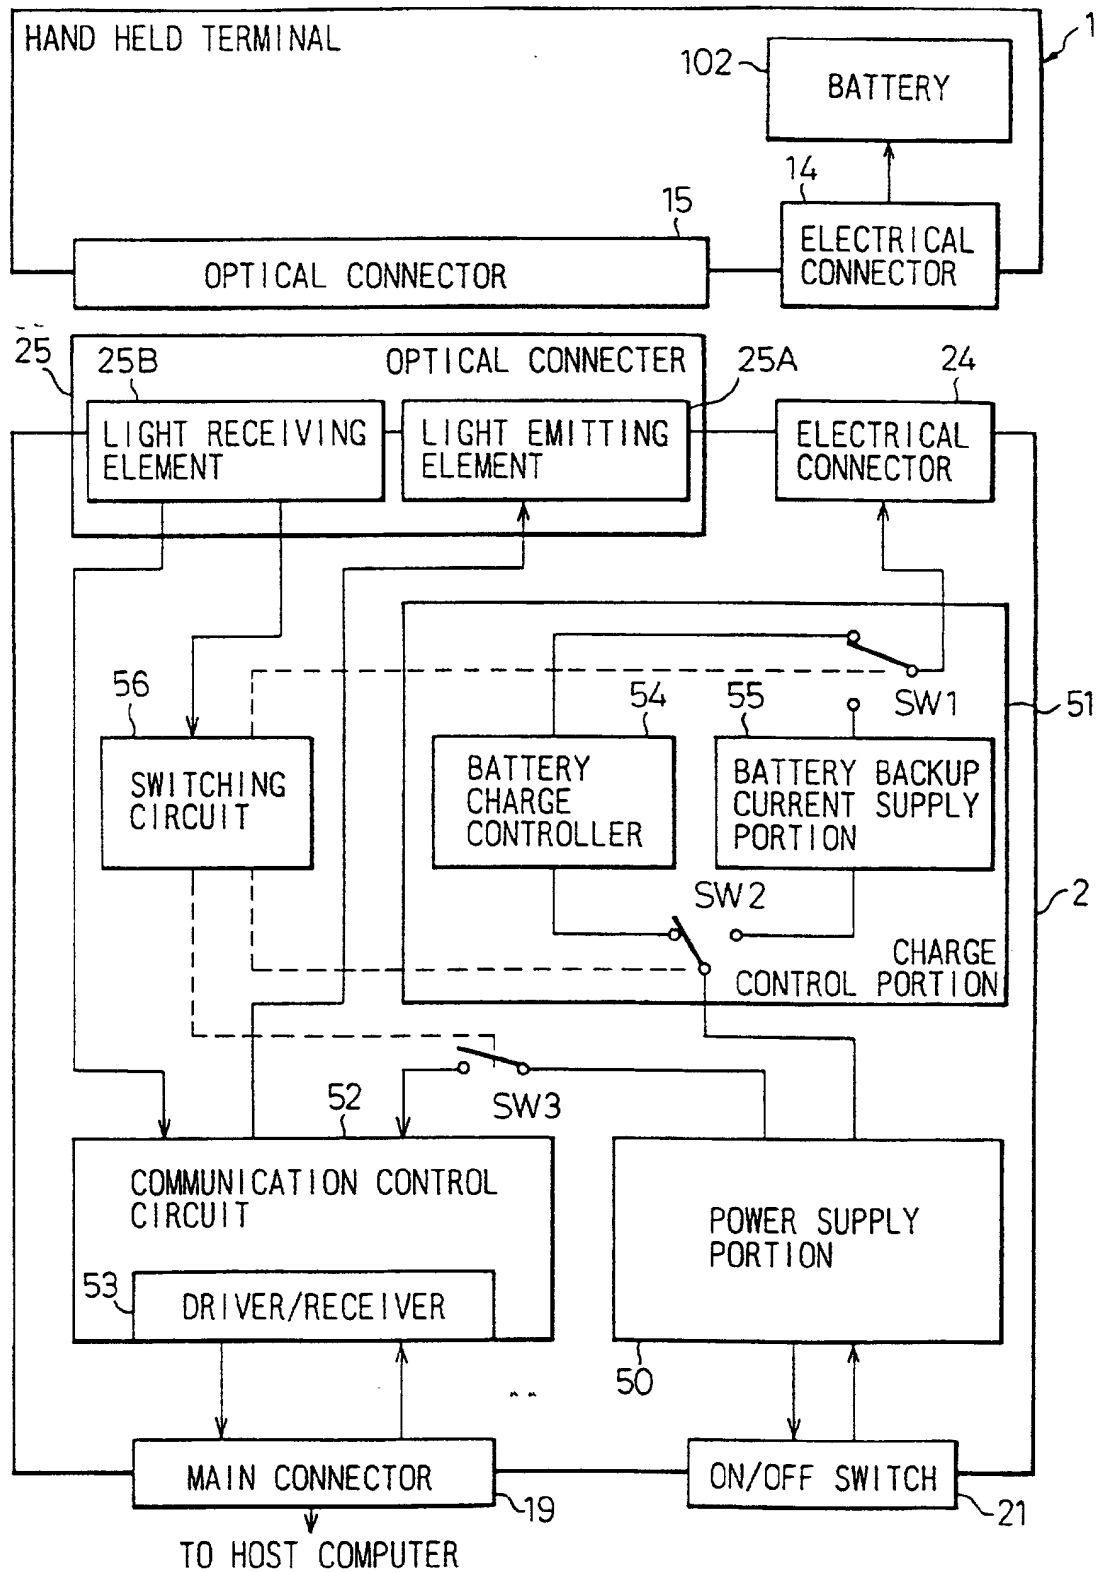 HAND HELD TERMINAL
1
102
BATTERY
14
15
ELECTRICAL
CONNECTOR
OPTICAL CONNECTOR
25
25B
OPTICAL CONNECTER
25A
24
LIGHT RECEIVING
ELEMENT
LIGHT EMITTING
ELEMENT
ELECTRICAL
CONNECTOR
56
54
55
SW1
51
SWITCHING
CIRCUIT
BATTERY
CHARGE
CONTROLLER
BATTERY BACKUP
CURRENT SUPPLY
PORTION
SW2
2
CHARGE
CONTROL PORTION
SW3
52
COMMUNICATION CONTROL
CIRCUIT
POWER SUPPLY
PORTION
53
DRIVER/RECEIVER
50
MAIN CONNECTOR
ON/OFF SWITCH
19
21
TO HOST COMPUTER